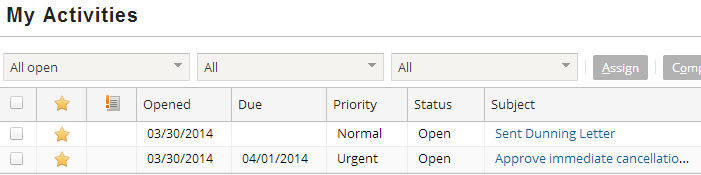 My Activities
All open All All Assign Comp
Opened Due Priority Status Subject
03/30/2014 Normal Open Sent Dunning Letter
03/30/2014 04/01/2014 Urgent Open Approve immediate cancellatio...